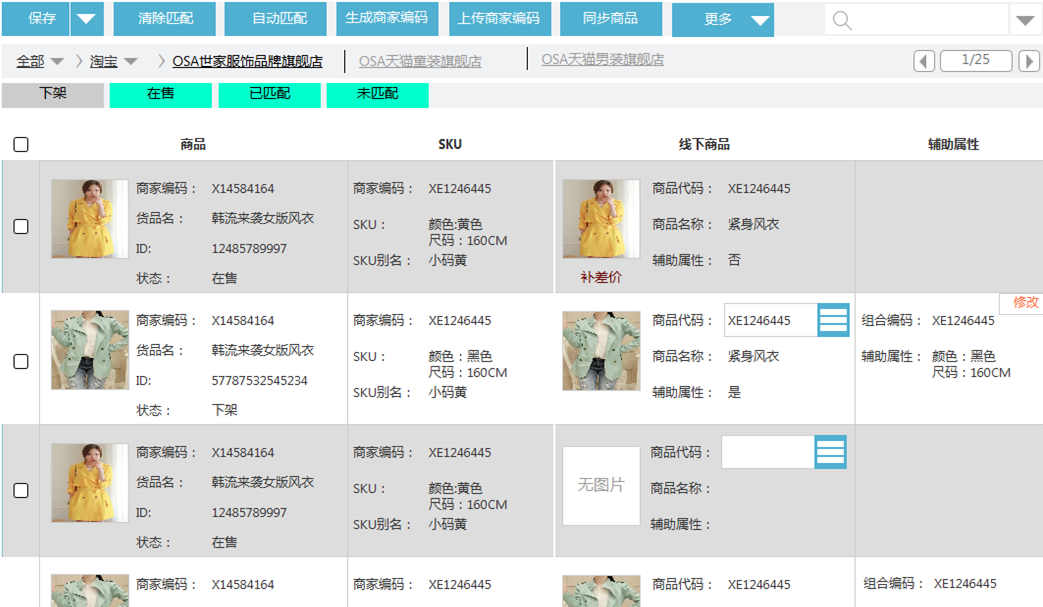 保存 清除匹配 自动匹配 生成商家编码 上传商家编码 同步商品 更多
全部 淘宝 OSA世家服饰品牌旗舰店 OSA天猫童装旗舰店 OSA天猫男装旗舰店 1/25
下架 在售 已匹配 未匹配
商品 SKU 线下商品 辅助属性
商家编码： X14584164 商家编码： XE1246445 商品代码： XE1246445
货品名： 韩流来袭女版风衣 SKU： 颜色:黄色 商品名称： 紧身风衣
尺码：160CM
ID: 12485789997 SKU别名： 小码黄 辅助属性： 否
状态： 在售 补差价
修改
商家编码： X14584164 商家编码： XE1246445 商品代码： XE1246445 组合编码： XE1246445
货品名： 韩流来袭女版风衣 SKU： 颜色：黑色 商品名称： 紧身风衣 辅助属性： 颜色：黑色
尺码：160CM 尺码：160CM
ID: 57787532545234 SKU别名： 小码黄 辅助属性： 是
状态： 下架
商家编码： X14584164 商家编码： XE1246445 商品代码：
货品名： 韩流来袭女版风衣 SKU： 颜色:黄色 无图片 商品名称：
尺码：160CM
ID: 12485789997 SKU别名： 小码黄 辅助属性：
状态： 在售
商家编码： X14584164 商家编码： XE1246445 商品代码： XE1246445 组合编码： XE1246445